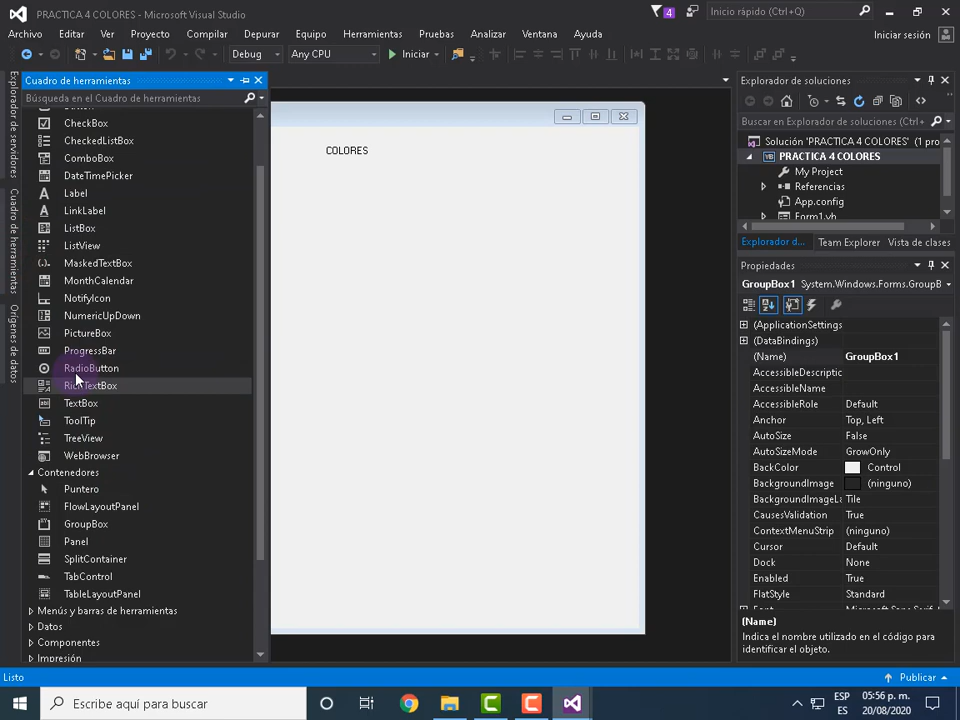 PRACTICA 4 COLORES - Microsoft Visual Studio
4
Inicio rápido (Ctrl+Q)
Archivo Editar Ver Proyecto Compilar Depurar Equipo Herramientas Pruebas Analizar Ventana Ayuda
Iniciar sesión
Debug Any CPU Iniciar
Explorador de servidores
Cuadro de herramientas
Orígenes de datos
Cuadro de herramientas
Búsqueda en el Cuadro de herramientas
CheckBox
CheckedListBox
ComboBox
DateTimePicker
Label
LinkLabel
ListBox
ListView
MaskedTextBox
MonthCalendar
NotifyIcon
NumericUpDown
PictureBox
ProgressBar
RadioButton
RichTextBox
TextBox
ToolTip
TreeView
WebBrowser
Contenedores
Puntero
FlowLayoutPanel
GroupBox
Panel
SplitContainer
TabControl
TableLayoutPanel
Menús y barras de herramientas
Datos
Componentes
Impresión
COLORES
Explorador de soluciones
Buscar en Explorador de soluciones (Ctrl+
Solución 'PRACTICA 4 COLORES' (1 pro
VB PRACTICA 4 COLORES
My Project
Referencias
App.config
Form1.vb
Explorador d... Team Explorer Vista de clases
Propiedades
GroupBox1 System.Windows.Forms.GroupB
(ApplicationSettings
(DataBindings)
(Name) GroupBox1
AccessibleDescriptic
AccessibleName
AccessibleRole Default
Anchor Top, Left
AutoSize False
AutoSizeMode GrowOnly
BackColor Control
BackgroundImage (ninguno)
BackgroundImageLa Tile
CausesValidation True
ContextMenuStrip (ninguno)
Cursor Default
Dock None
Enabled True
FlatStyle Standard
Font Microsoft Sans Serif
(Name)
Indica el nombre utilizado en el código para
identificar el objeto.
Listo
Publicar
Escribe aquí para buscar
ESP
ES
05:56 p. m.
20/08/2020